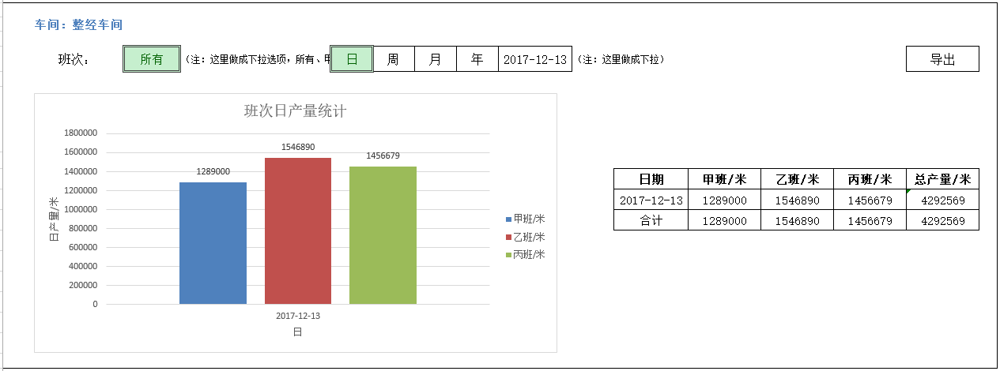 车间：整经车间
班次： 所有 （注：这里做成下拉选项，所有、甲 日 周 月 年 2017-12-13 （注：这里做成下拉） 导出
班次日产量统计
1800000
1600000
1400000
1200000
1000000
800000
600000
400000
200000
0
日产量/米
1289000
1546890
1456679
2017-12-13
日
甲班/米
乙班/米
丙班/米
日期 甲班/米 乙班/米 丙班/米 总产量/米
2017-12-13 1289000 1546890 1456679 4292569
合计 1289000 1546890 1456679 4292569